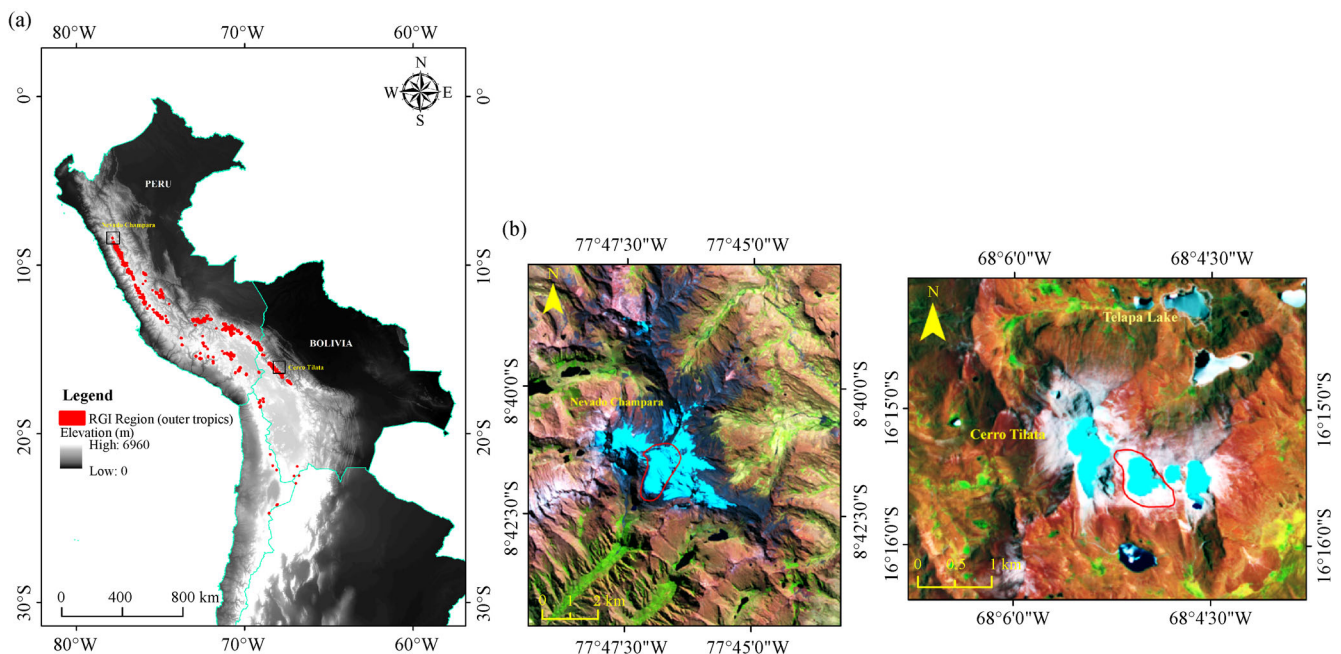 (a)
80°W 70°W 60°W
N
W E
S
0° 0°
PERU
Nevado Champara
10°S 10°S
BOLIVIA
Cerro Tilata
Legend
RGI Region (outer tropics)
Elevation (m)
High: 6960
Low: 0
20°S 20°S
0 400 800 km
30°S 30°S
80°W 70°W 60°W
(b)
77°47'30"W 77°45'0"W
N
8°40'0"S 8°40'0"S
Nevado Champara
8°42'30"S 8°42'30"S
0 1 2 km
77°47'30"W 77°45'0"W
68°6'0"W 68°4'30"W
N
Telapa Lake
16°15'0"S 16°15'0"S
Cerro Tilata
16°16'0"S 16°16'0"S
0 0.5 1 km
68°6'0"W 68°4'30"W